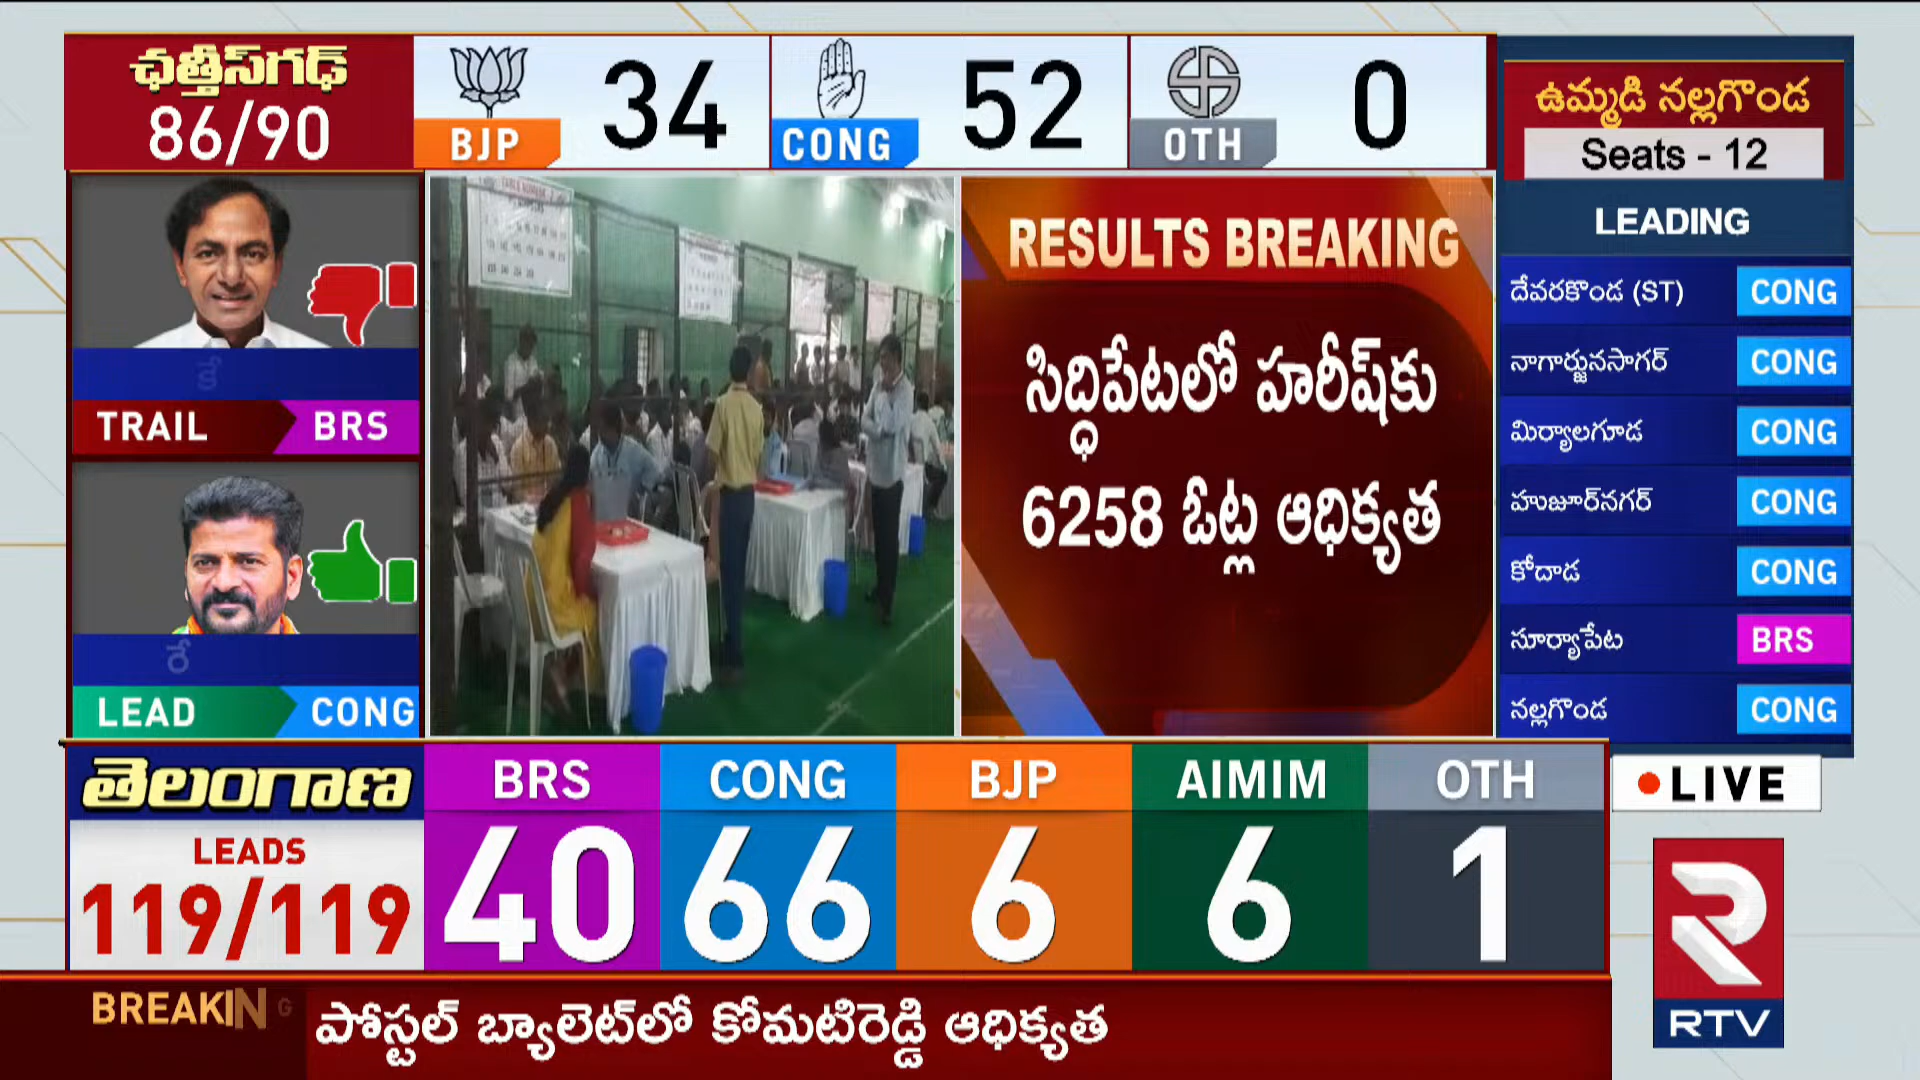 ఛత్తీస్‌గఢ్
86/90
BJP
34
CONG
52
OTH
0
ఉమ్మడి నల్లగొండ
Seats - 12
LEADING
దేవరకొండ (ST) CONG
నాగార్జునసాగర్ CONG
మిర్యాలగూడ CONG
హుజూర్‌నగర్ CONG
కోదాడ CONG
సూర్యాపేట BRS
నల్లగొండ CONG
TRAIL BRS
LEAD CONG
RESULTS BREAKING
సిద్ధిపేటలో హరీష్‌కు
6258 ఓట్ల ఆధిక్యత
తెలంగాణ
LEADS
119/119
BRS
40
CONG
66
BJP
6
AIMIM
6
OTH
1
LIVE
RTV
BREAKING
పోస్టల్ బ్యాలెట్‌లో కోమటిరెడ్డి ఆధిక్యత